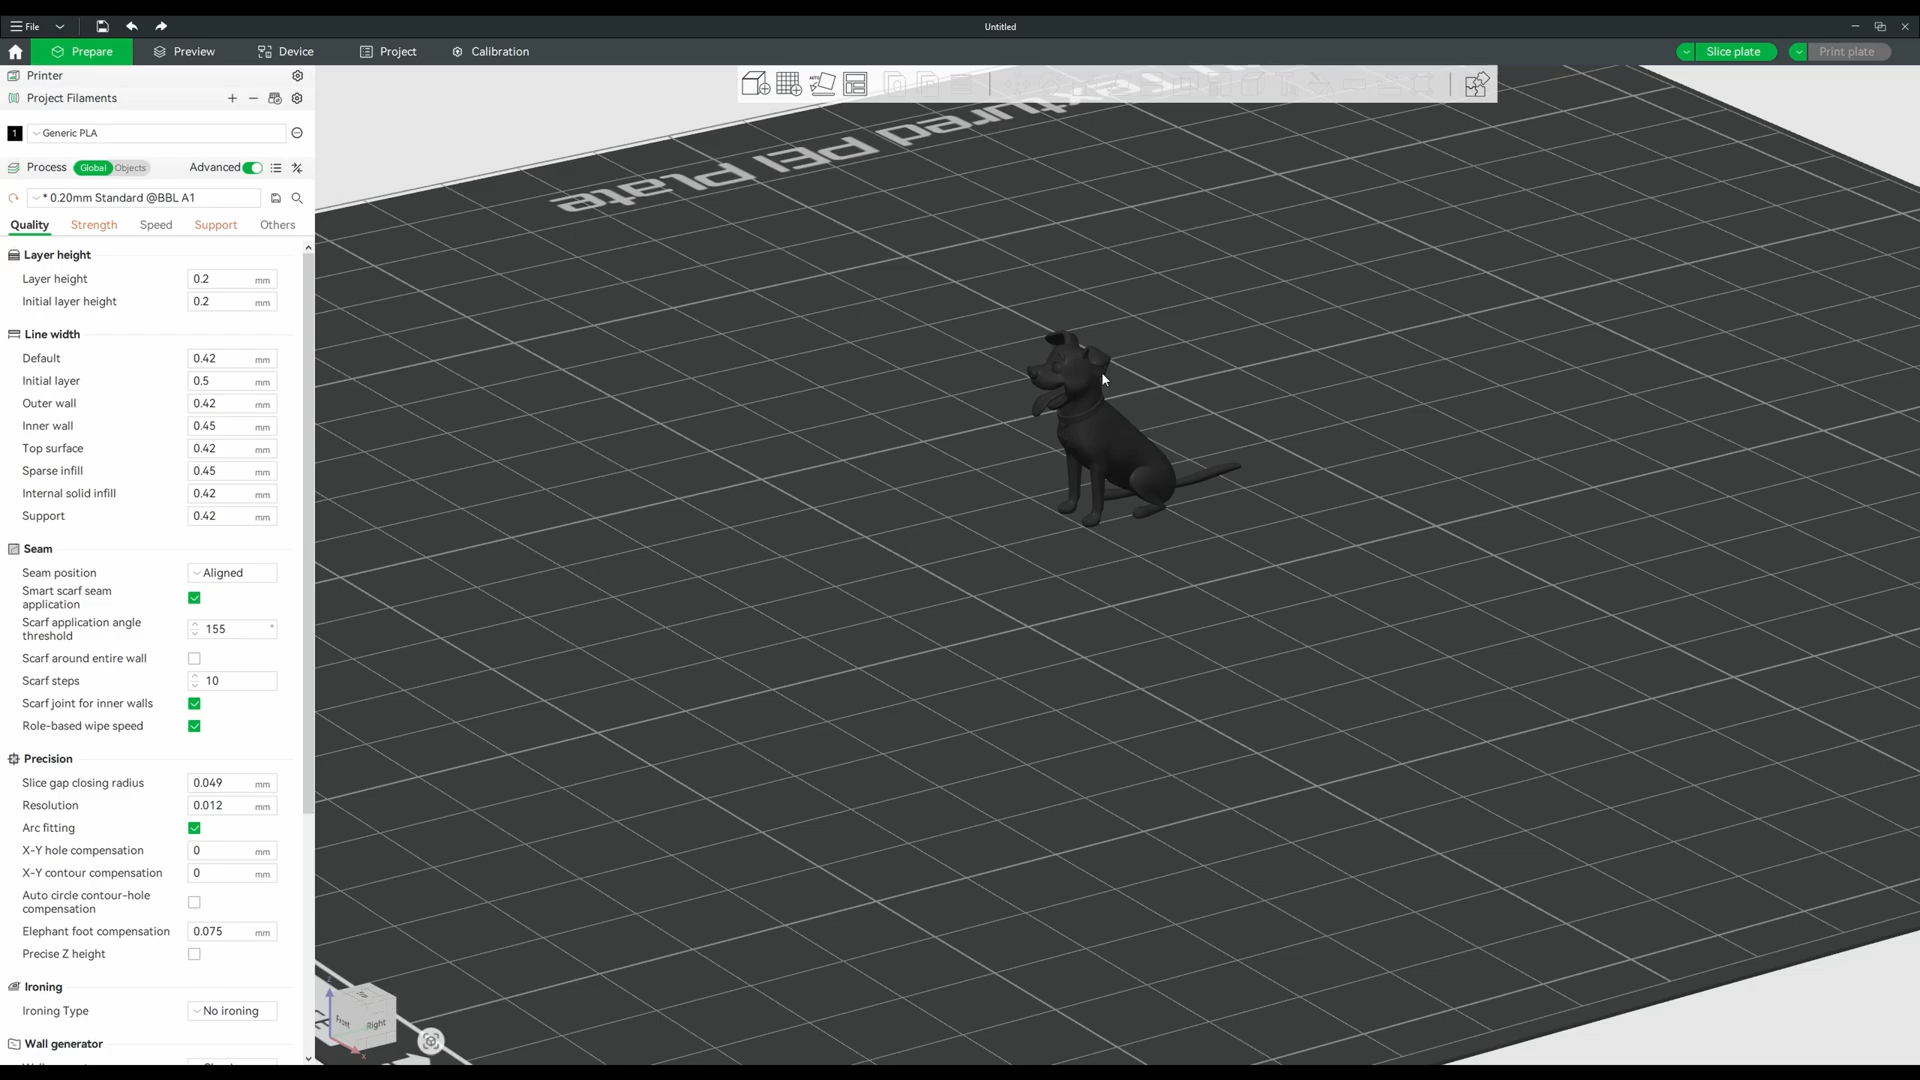 File
Untitled
Prepare
Preview
Device
Project
Calibration
Slice plate
Print plate
Printer
Project Filaments
1
Generic PLA
Process
Global
Objects
Advanced
* 0.20mm Standard @BBL A1
Quality
Strength
Support
Speed
Others
Layer height
Layer height 0.2 mm
Initial layer height 0.2 mm
Line width
Default 0.42 mm
Initial layer 0.5 mm
Outer wall 0.42 mm
Inner wall 0.45 mm
Top surface 0.42 mm
Sparse infill 0.45 mm
Internal solid infill 0.42 mm
Support 0.42 mm
Seam
Seam position Aligned
Smart scarf seam
application
Scarf application angle
threshold 155 °
Scarf around entire wall
Scarf steps 10
Scarf joint for inner walls
Role-based wipe speed
Precision
Slice gap closing radius 0.049 mm
Resolution 0.012 mm
Arc fitting
X-Y hole compensation 0 mm
X-Y contour compensation 0 mm
Auto circle contour-hole
compensation
Elephant foot compensation 0.075 mm
Precise Z height
Ironing
Ironing Type No ironing
Wall generator
AUTO
Textured PEI Plate
Front
Right
x